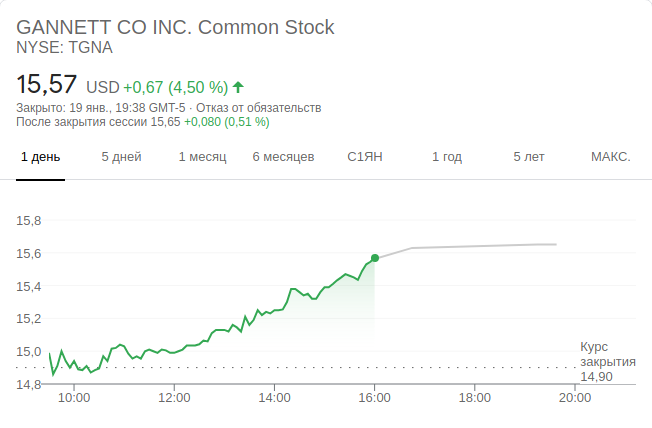 GANNETT CO INC. Common Stock
NYSE: TGNA
15,57 USD +0,67 (4,50 %)
Закрыто: 19 янв., 19:38 GMT-5 · Отказ от обязательств
После закрытия сессии 15,65 +0,080 (0,51 %)
1 день 5 дней 1 месяц 6 месяцев С1ЯН 1 год 5 лет МАКС.
15,8
15,6
15,4
15,2
15,0
14,8
Курс
закрытия
14,90
10:00 12:00 14:00 16:00 18:00 20:00